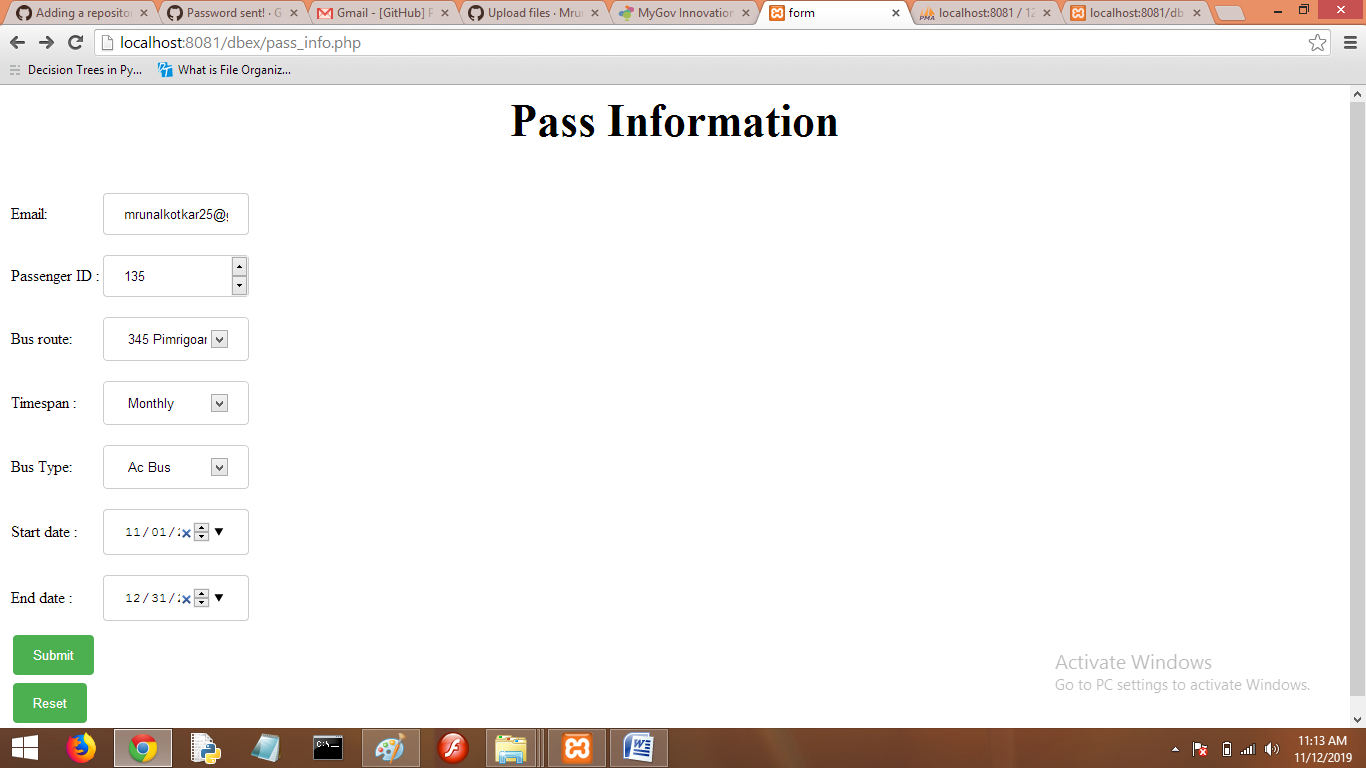 Adding a reposito
Password sent! · G
Gmail - [GitHub] P
Upload files · Mru
MyGov Innovation
form
localhost:8081 / 12
localhost:8081/db
localhost:8081/dbex/pass_info.php
Decision Trees in Py...
What is File Organiz...
Pass Information
Email:
mrunalkotkar25@g
Passenger ID :
135
Bus route:
345 Pimrigoar
Timespan :
Monthly
Bus Type:
Ac Bus
Start date :
11/01/2
End date :
12/31/2
Submit
Reset
Activate Windows
Go to PC settings to activate Windows.
11:13 AM
11/12/2019